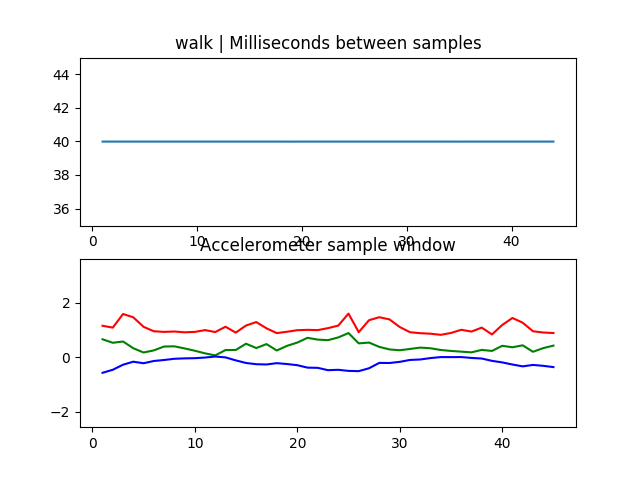 walk | Milliseconds between samples
44
42
40
38
36
0 10 20 30 40
Accelerometer sample window
2
0
−2
0 10 20 30 40